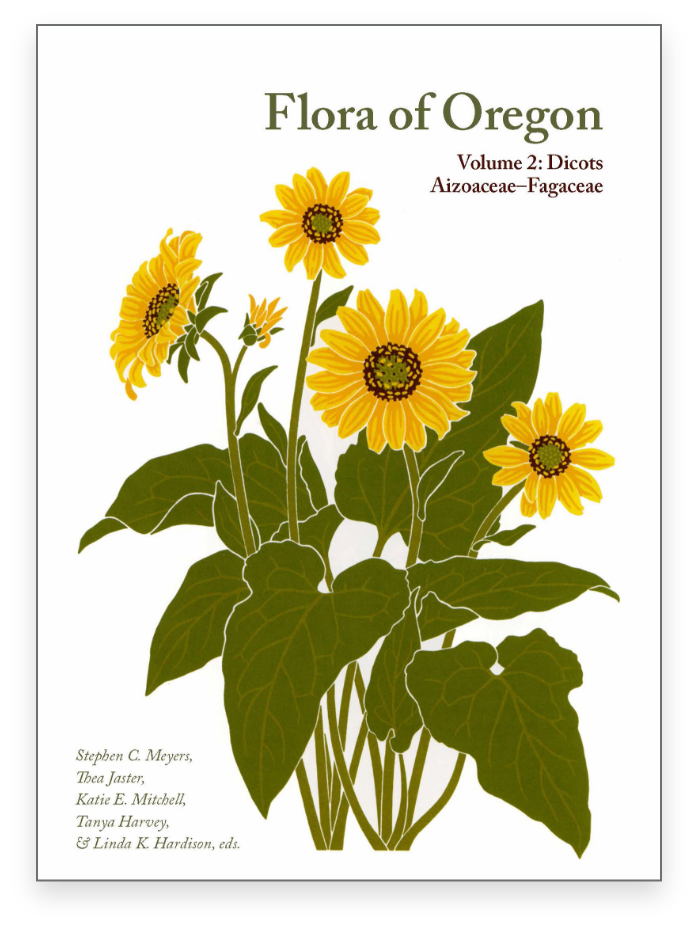 Flora of Oregon
Volume 2: Dicots
Aizoaceae–Fagaceae
Stephen C. Meyers,
Thea Jaster,
Katie E. Mitchell,
Tanya Harvey,
& Linda K. Hardison, eds.